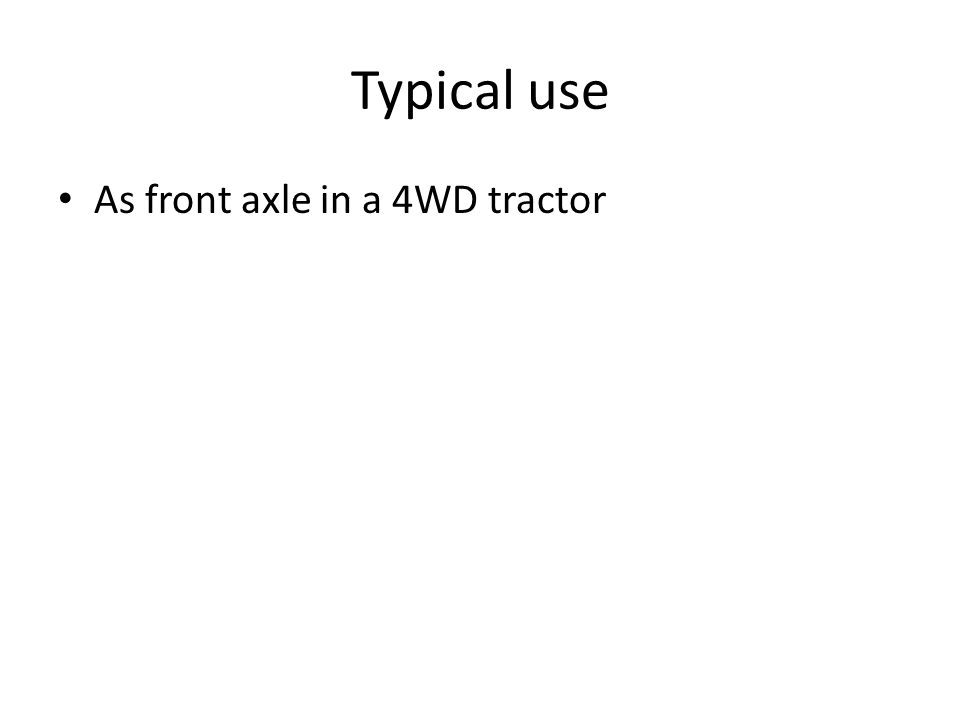 Typical use
• As front axle in a 4WD tractor